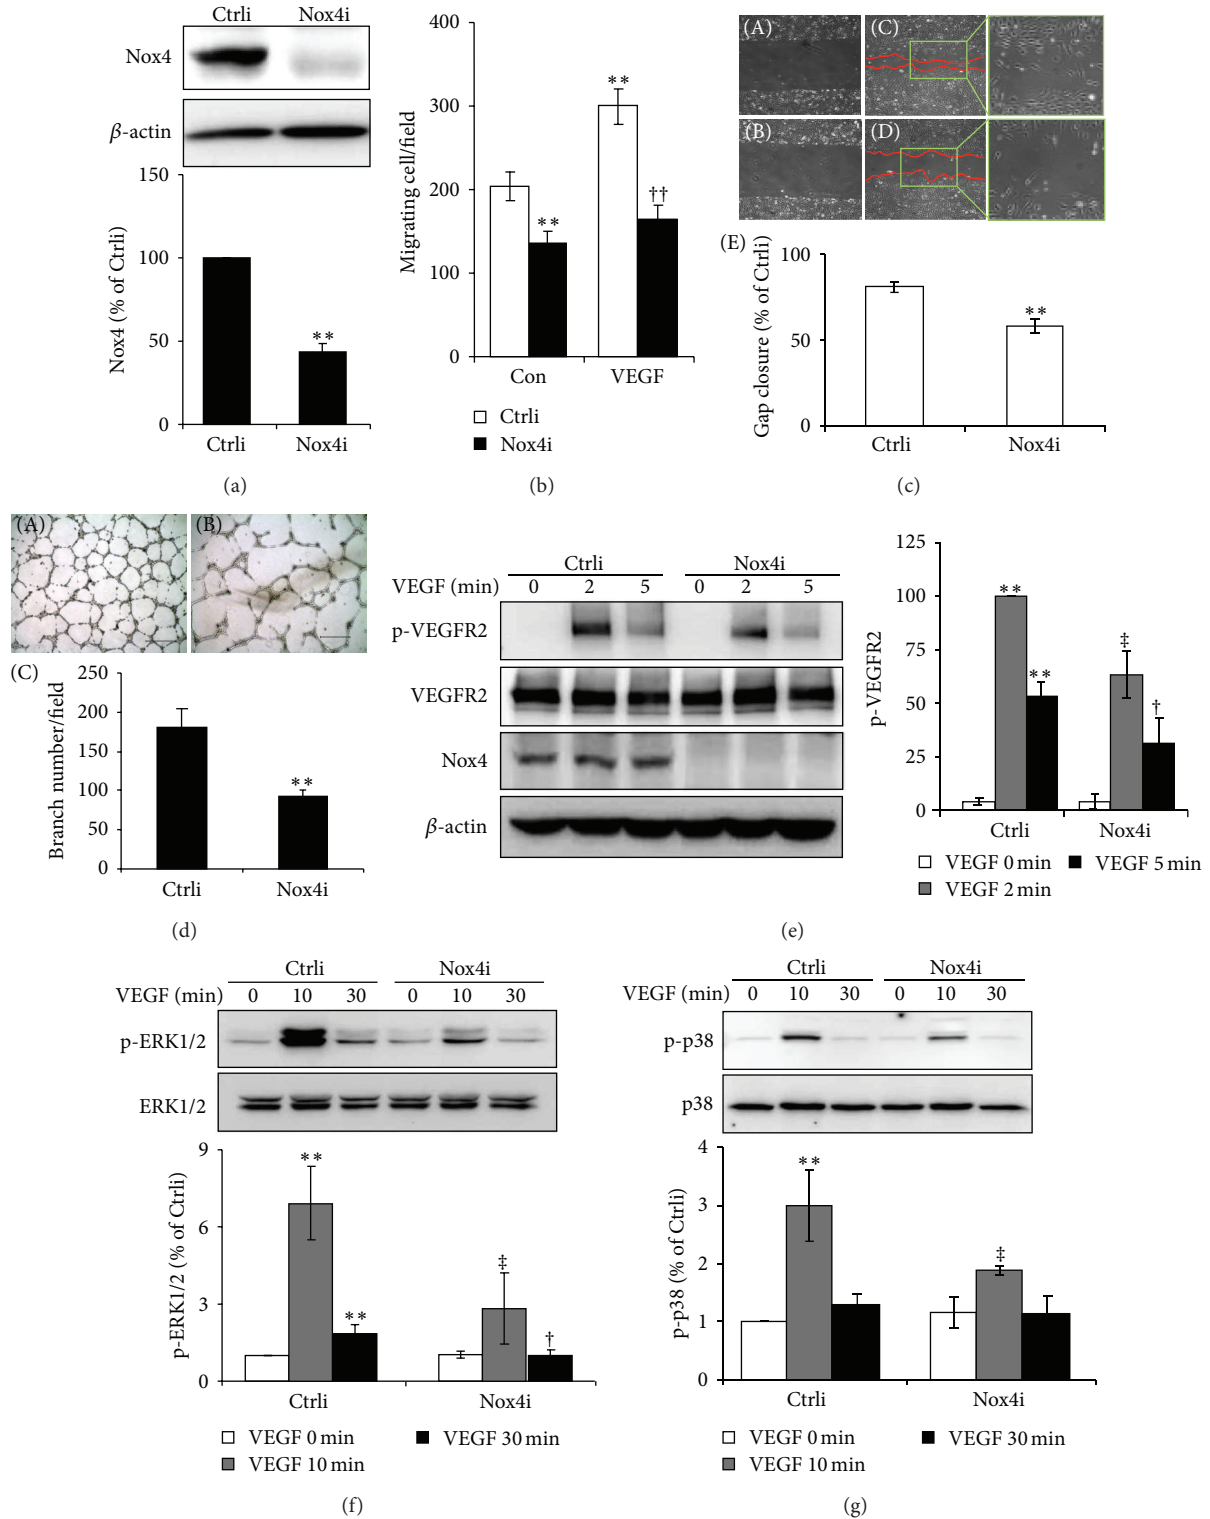 Ctrli Nox4i
Nox4
β-actin
150
100
50
0
Nox4 (% of Ctrli)
**
Ctrli Nox4i
(a)
400
300
200
100
0
Migrating cell/field
**
**
††
Con VEGF
Ctrli
Nox4i
(b)
(A) (C)
(B) (D)
(E)
100
50
0
Gap closure (% of Ctrli)
**
Ctrli Nox4i
(c)
(A) (B)
(C)
250
200
150
100
50
0
Branch number/field
**
Ctrli Nox4i
(d)
Ctrli Nox4i
VEGF (min) 0 2 5 0 2 5
p-VEGFR2
VEGFR2
Nox4
β-actin
125
100
75
50
25
0
p-VEGFR2
**
**
‡
†
Ctrli Nox4i
VEGF 0 min VEGF 5 min
VEGF 2 min
(e)
Ctrli Nox4i
VEGF (min) 0 10 30 0 10 30
p-ERK1/2
ERK1/2
9
6
3
0
p-ERK1/2 (% of Ctrli)
**
**
‡
†
Ctrli Nox4i
VEGF 0 min VEGF 30 min
VEGF 10 min
(f)
Ctrli Nox4i
VEGF (min) 0 10 30 0 10 30
p-p38
p38
4
3
2
1
0
p-p38 (% of Ctrli)
**
‡
Ctrli Nox4i
VEGF 0 min VEGF 30 min
VEGF 10 min
(g)